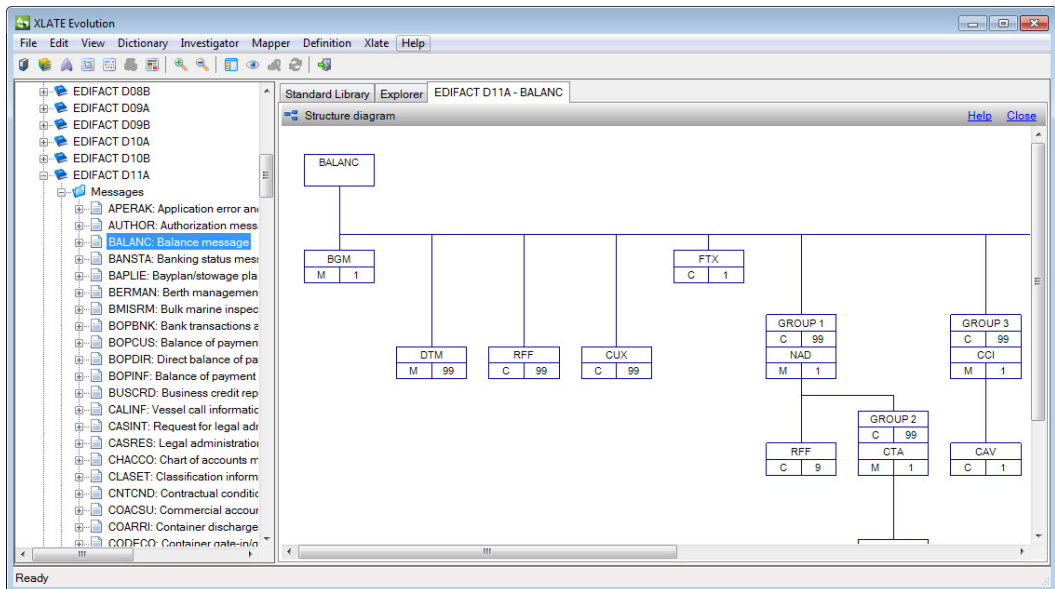 XLATE Evolution
File Edit View Dictionary Investigator Mapper Definition Xlate Help
EDIFACT D08B
EDIFACT D09A
EDIFACT D09B
EDIFACT D10A
EDIFACT D10B
EDIFACT D11A
Messages
APERAK: Application error an
AUTHOR: Authorization mess
BALANC: Balance message
BANSTA: Banking status mes
BAPLIE: Bayplan/stowage pla
BERMAN: Berth managemen
BMISRM: Bulk marine inspec
BOPBNK: Bank transactions a
BOPCUS: Balance of paymen
BOPDIR: Direct balance of pa
BOPINF: Balance of payment
BUSCRD: Business credit rep
CALINF: Vessel call informatic
CASINT: Request for legal adr
CASRES: Legal administration
CHACCO: Chart of accounts m
CLASET: Classification inform
CNTCND: Contractual conditic
COACSU: Commercial accour
COARRI: Container discharge
CODECO: Container gate-in/g
Standard Library Explorer EDIFACT D11A - BALANC
Structure diagram Help Close
BALANC
BGM FTX
M 1 C 1
GROUP 1 GROUP 3
C 99 C 99
DTM RFF CUX NAD CCI
M 99 C 99 C 99 M 1 M 1
GROUP 2
C 99
RFF CTA CAV
C 9 M 1 C 1
Ready